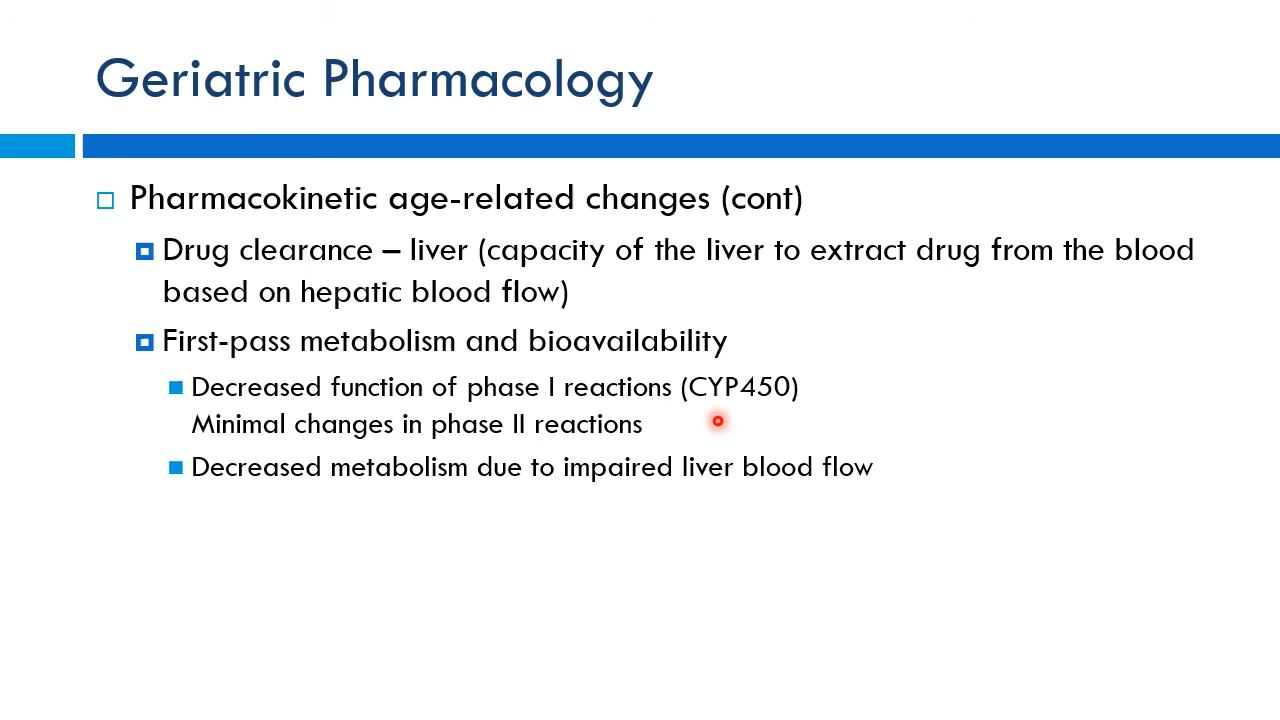 Geriatric Pharmacology
Pharmacokinetic age-related changes (cont)
Drug clearance – liver (capacity of the liver to extract drug from the blood
based on hepatic blood flow)
First-pass metabolism and bioavailability
Decreased function of phase I reactions (CYP450)
Minimal changes in phase II reactions
Decreased metabolism due to impaired liver blood flow